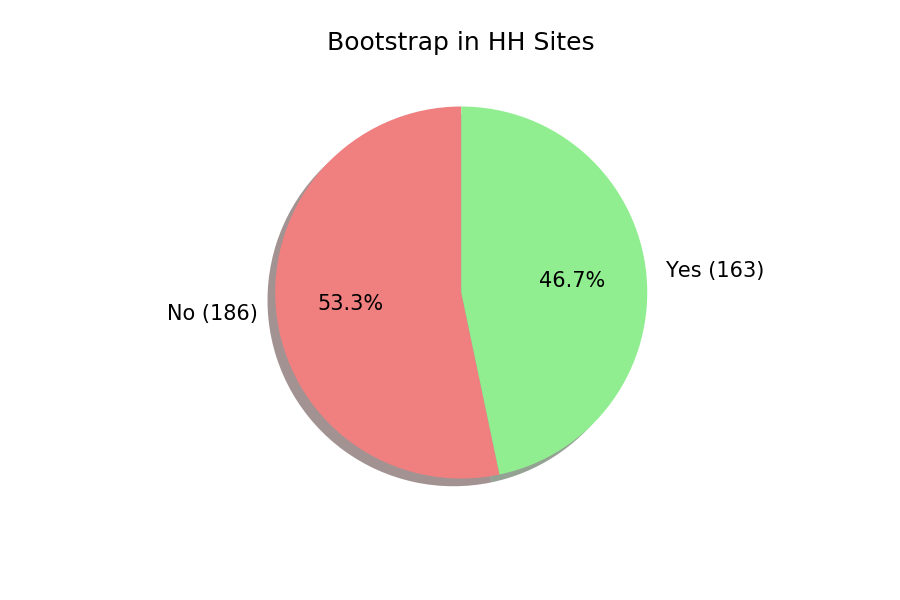 Bootstrap in HH Sites
46.7%
Yes (163)
53.3%
No (186)